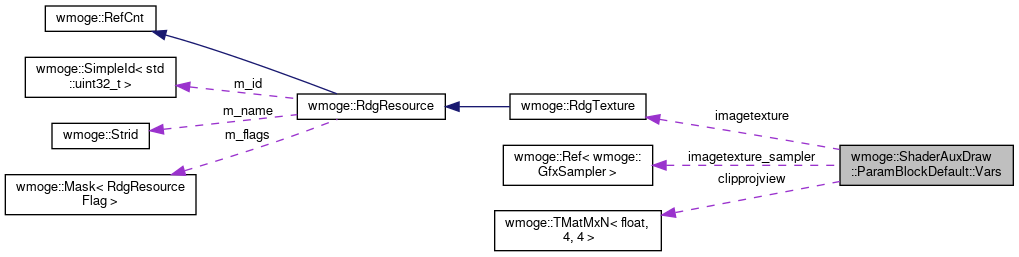 wmoge::RefCnt
wmoge::SimpleId< std
::uint32_t >
m_id
wmoge::RdgResource
wmoge::RdgTexture
m_name
imagetexture
wmoge::Strid
m_flags
wmoge::Ref< wmoge::
GfxSampler >
imagetexture_sampler
wmoge::ShaderAuxDraw
::ParamBlockDefault::Vars
clipprojview
wmoge::Mask< RdgResource
Flag >
wmoge::TMatMxN< float,
4, 4 >